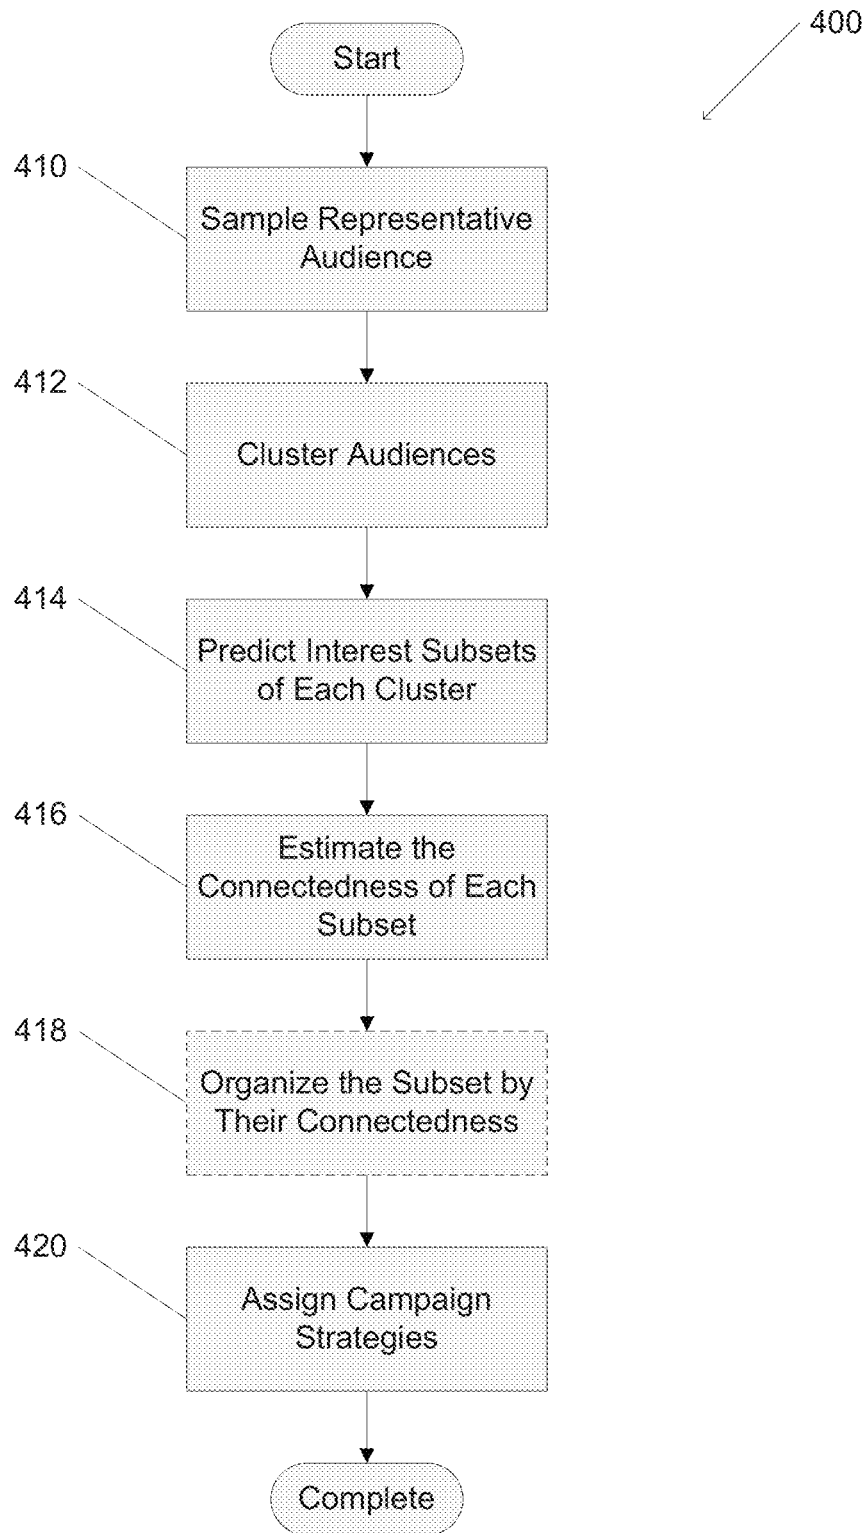 400
Start
410
Sample Representative
Audience
412
Cluster Audiences
414
Predict Interest Subsets
of Each Cluster
416
Estimate the
Connectedness of Each
Subset
418
Organize the Subset by
Their Connectedness
420
Assign Campaign
Strategies
Complete